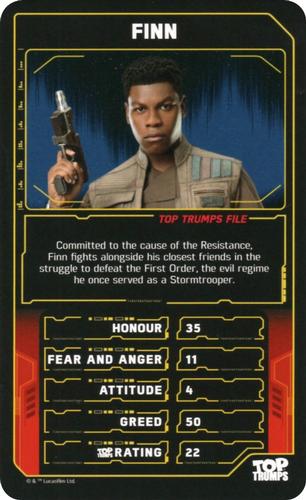 FINN
TOP TRUMPS FILE
Committed to the cause of the Resistance,
Finn fights alongside his closest friends in the
struggle to defeat the First Order, the evil regime
he once served as a Stormtrooper.
HONOUR 35
FEAR AND ANGER 11
ATTITUDE 4
GREED 50
TOP TRUMPS RATING 22
© & ™ Lucasfilm Ltd.
TOP
TRUMPS